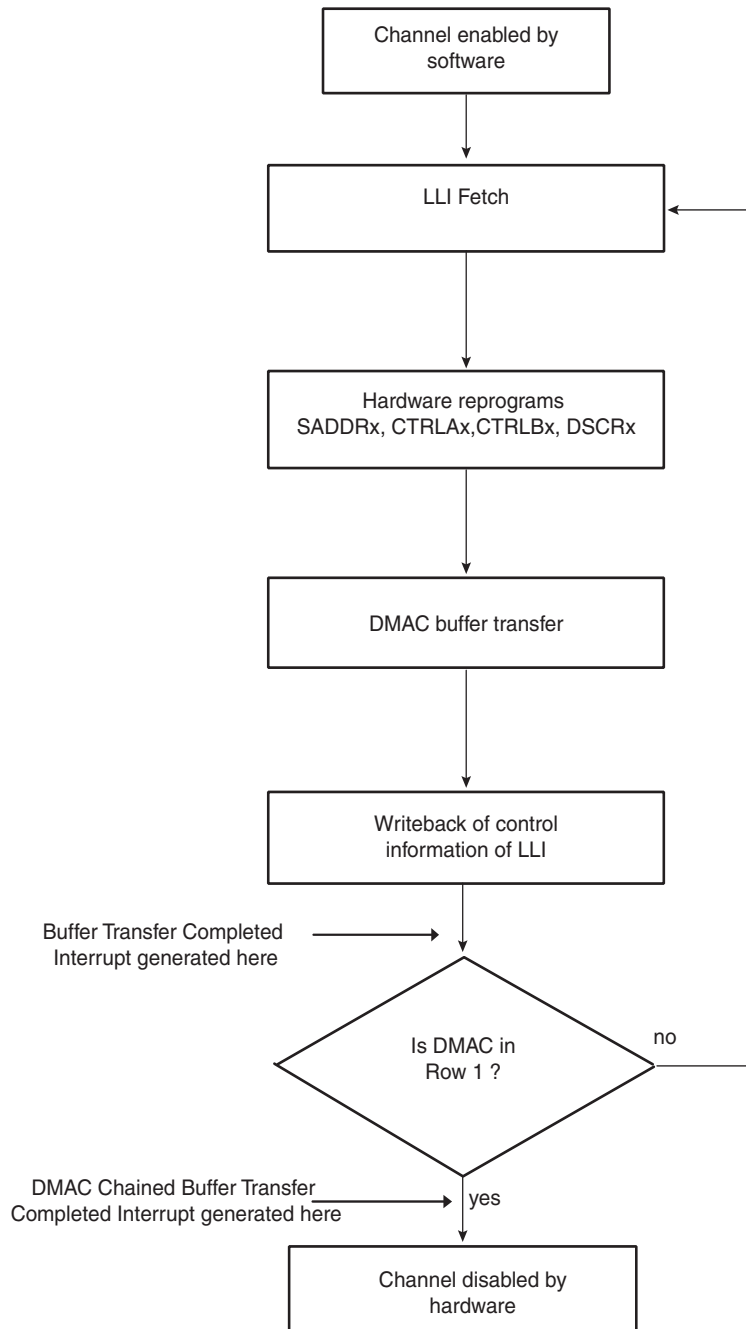 Channel enabled by
software
LLI Fetch
Hardware reprograms
SADDRx, CTRLAx,CTRLBx, DSCRx
DMAC buffer transfer
Writeback of control
information of LLI
Buffer Transfer Completed
Interrupt generated here
Is DMAC in
Row 1 ?
no
DMAC Chained Buffer Transfer
Completed Interrupt generated here
yes
Channel disabled by
hardware